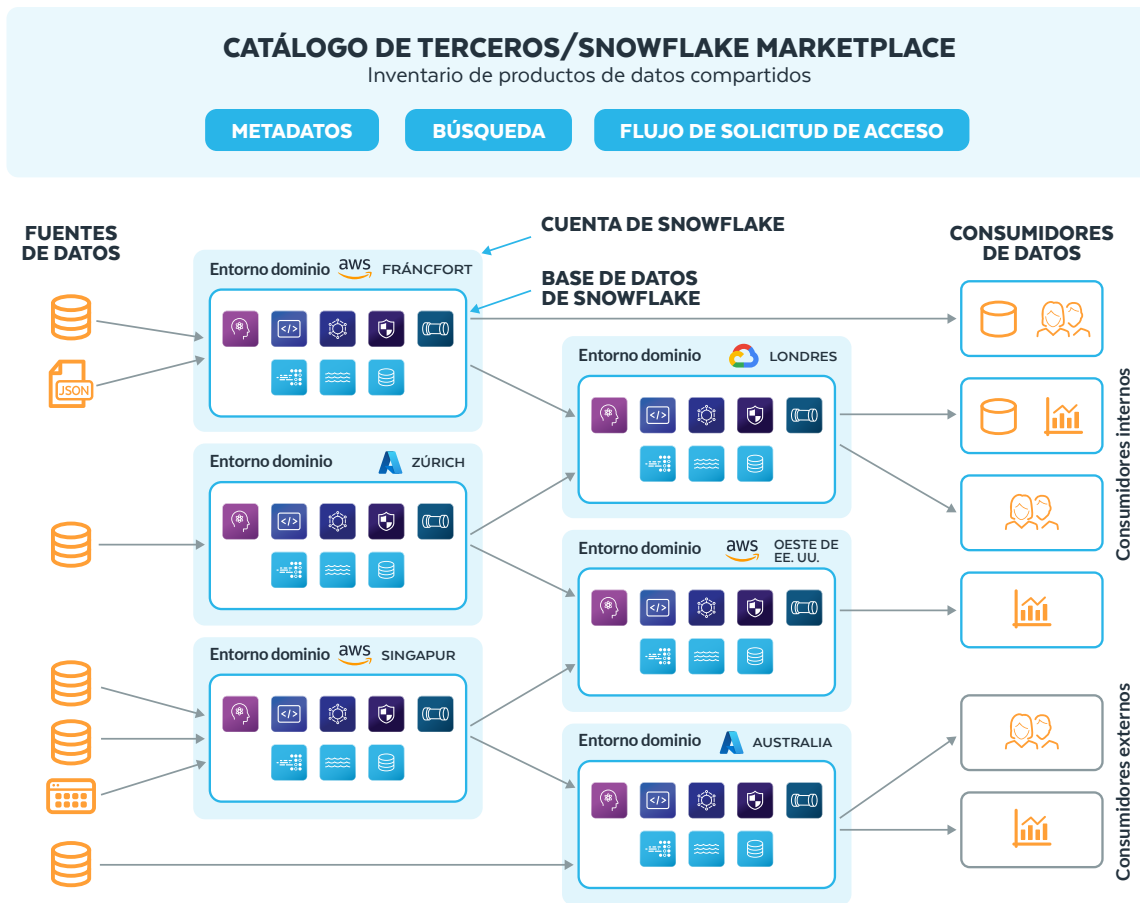 CATÁLOGO DE TERCEROS/SNOWFLAKE MARKETPLACE
Inventario de productos de datos compartidos
METADATOS
BÚSQUEDA
FLUJO DE SOLICITUD DE ACCESO
FUENTES
DE DATOS
CUENTA DE SNOWFLAKE
BASE DE DATOS
DE SNOWFLAKE
CONSUMIDORES
DE DATOS
Entorno dominio aws FRÁNCFORT
</>
JSON
Entorno dominio LONDRES
</>
Entorno dominio ZÚRICH
</>
Entorno dominio aws OESTE DE
EE. UU.
</>
Entorno dominio aws SINGAPUR
</>
Entorno dominio AUSTRALIA
</>
Consumidores internos
Consumidores externos